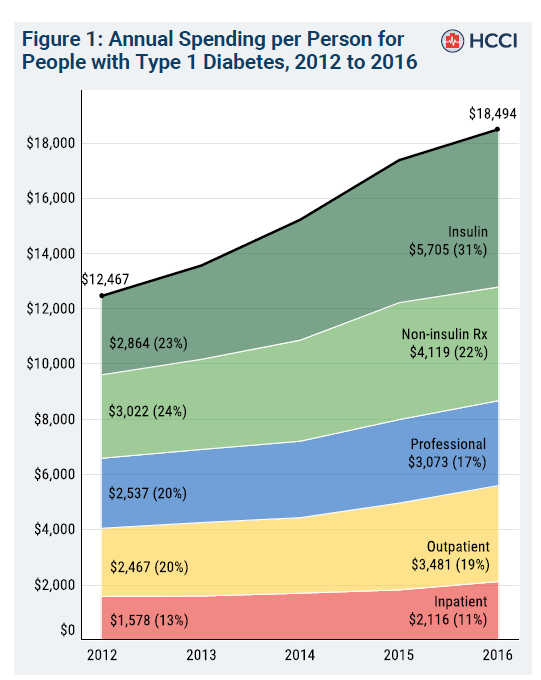 Figure 1: Annual Spending per Person for
People with Type 1 Diabetes, 2012 to 2016
HCCI
$18,494
$18,000
$16,000
$14,000
$12,000
$10,000
$8,000
$6,000
$4,000
$2,000
$0
$12,467
Insulin
$5,705 (31%)
$2,864 (23%)
Non-insulin Rx
$4,119 (22%)
$3,022 (24%)
Professional
$3,073 (17%)
$2,537 (20%)
Outpatient
$3,481 (19%)
$2,467 (20%)
Inpatient
$2,116 (11%)
$1,578 (13%)
2012 2013 2014 2015 2016